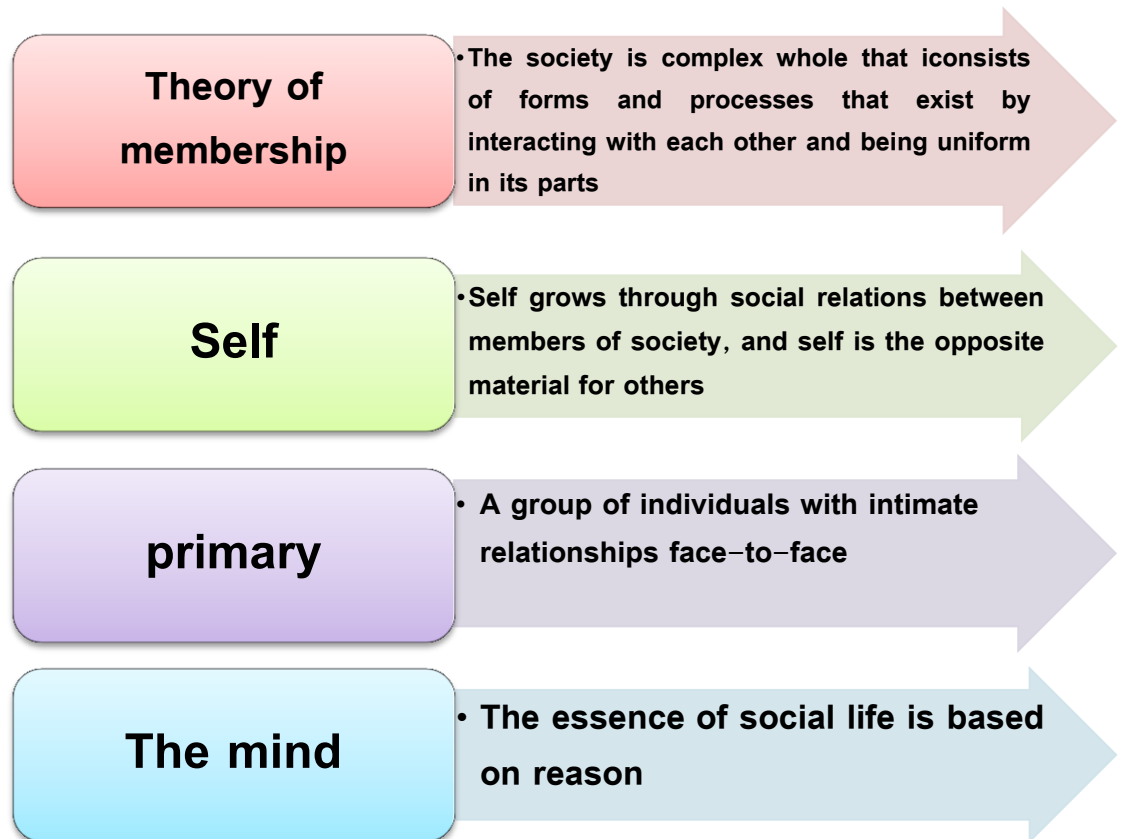 Theory of
membership
•The society is complex whole that iconsists
of forms and processes that exist by
interacting with each other and being uniform
in its parts
Self
•Self grows through social relations between
members of society, and self is the opposite
material for others
primary
• A group of individuals with intimate
relationships face-to-face
The mind
• The essence of social life is based
on reason